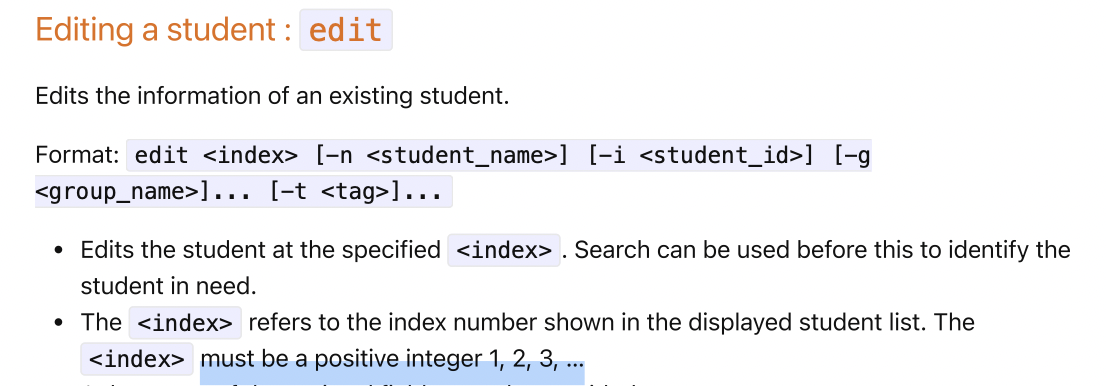 Editing a student : edit
Edits the information of an existing student.
Format: edit <index> [-n <student_name>] [-i <student_id>] [-g
<group_name>]... [-t <tag>]...
• Edits the student at the specified <index>. Search can be used before this to identify the
student in need.
• The <index> refers to the index number shown in the displayed student list. The
<index> must be a positive integer 1, 2, 3, ...